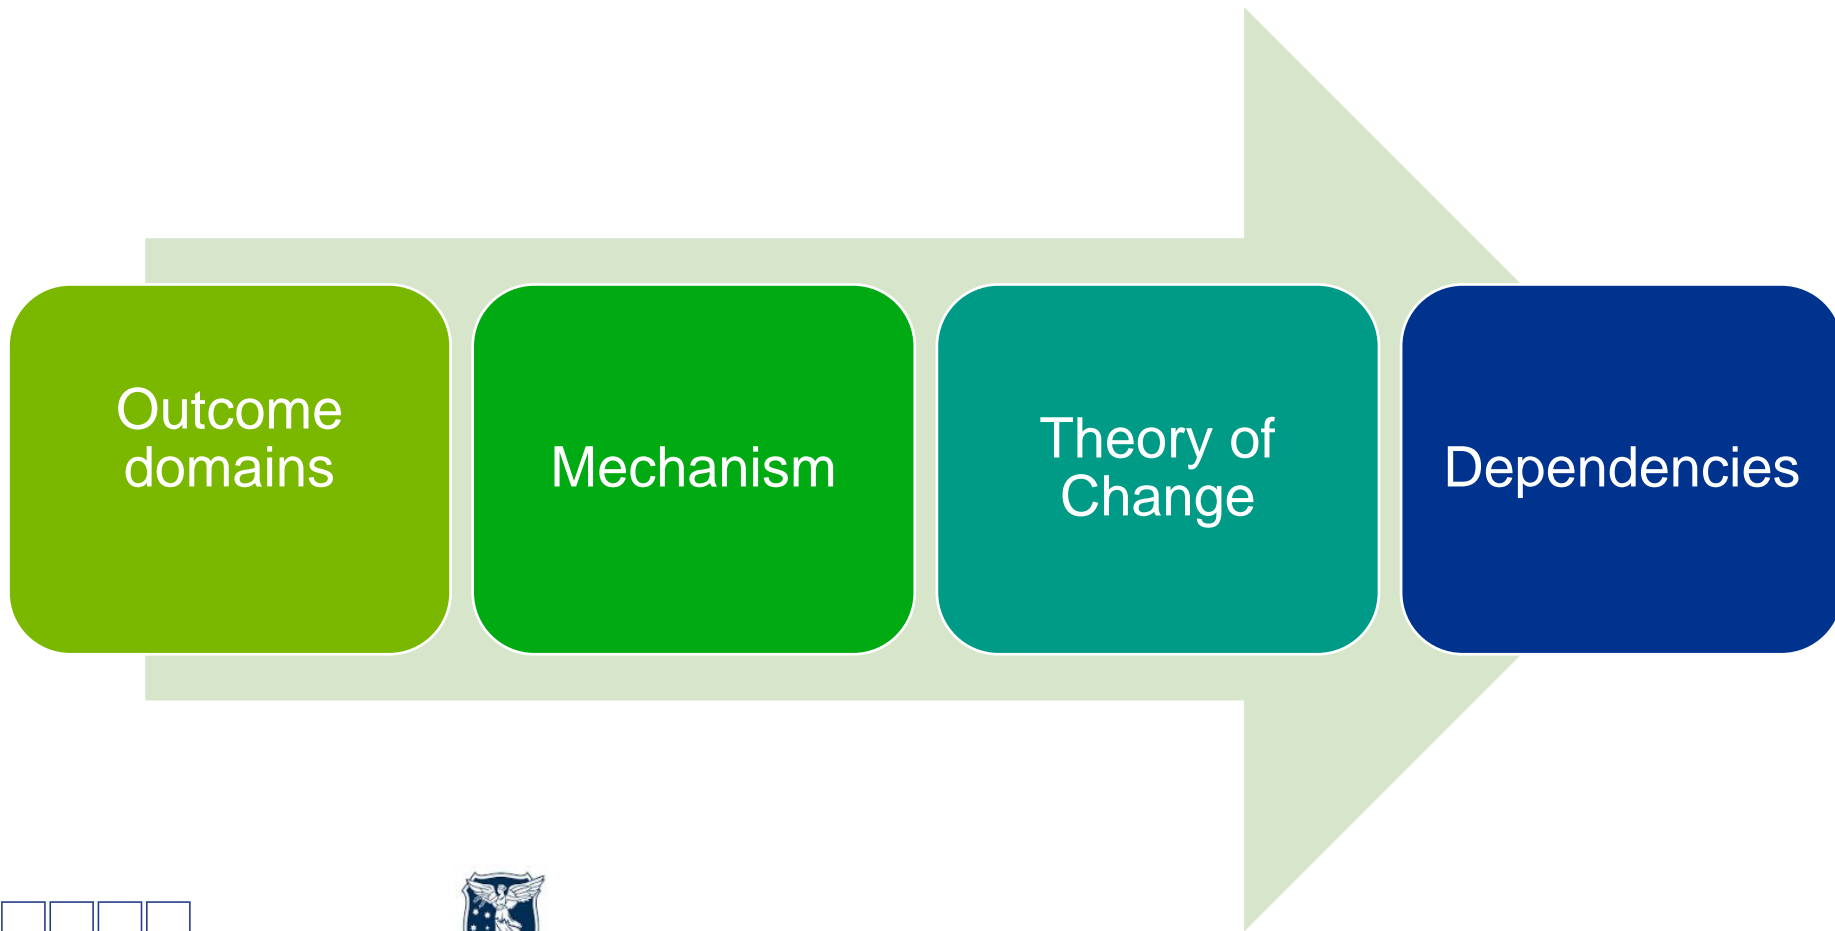 Outcome
domains
Mechanism
Theory of
Change
Dependencies